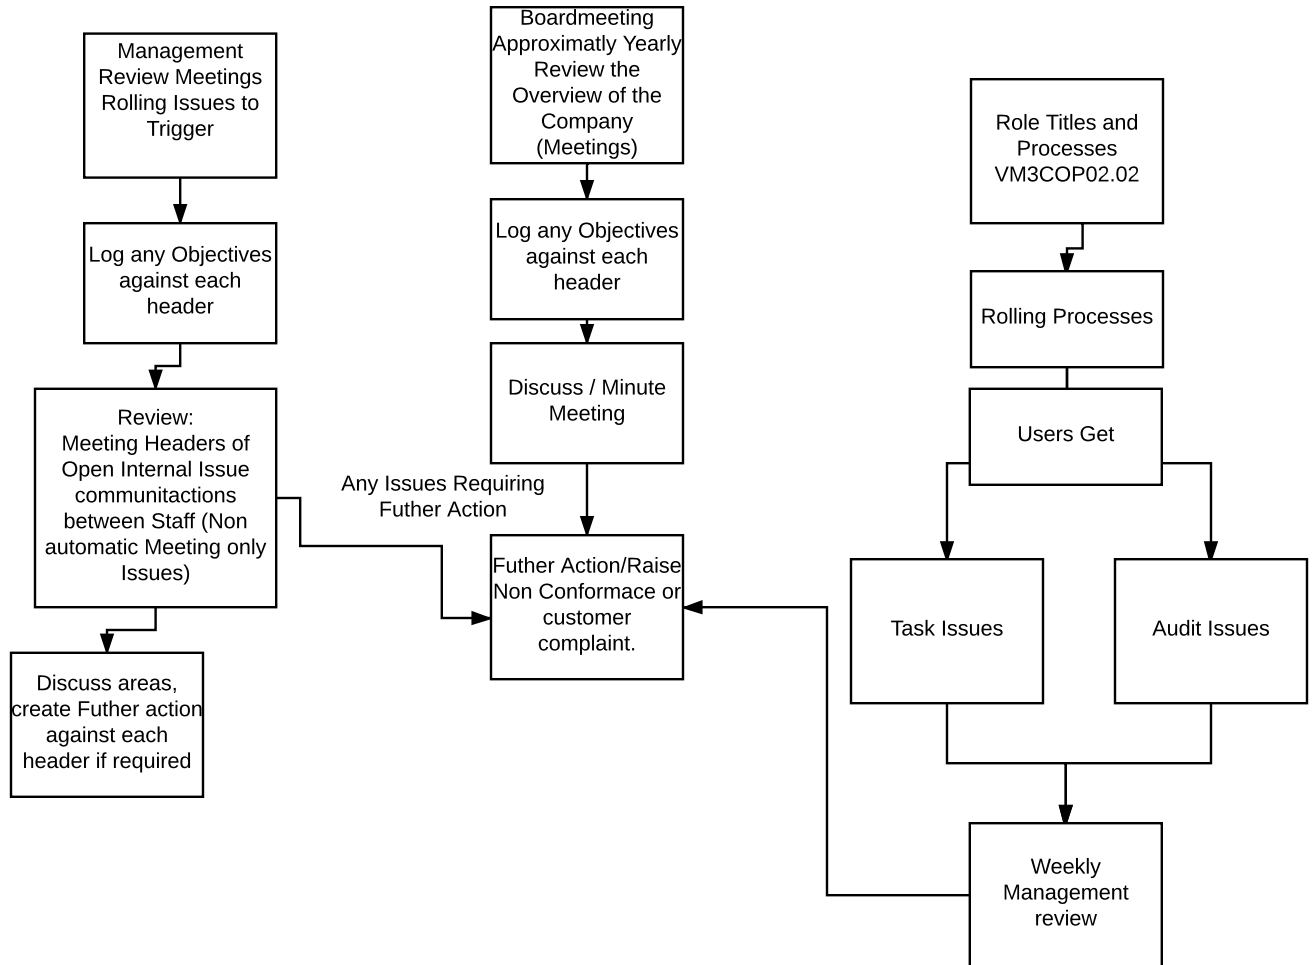 Management
Review Meetings
Rolling Issues to
Trigger
Log any Objectives
against each
header
Review:
Meeting Headers of
Open Internal Issue
communitactions
between Staff (Non
automatic Meeting only
Issues)
Discuss areas,
create Futher action
against each
header if required
Boardmeeting
Approximatly Yearly
Review the
Overview of the
Company
(Meetings)
Log any Objectives
against each
header
Discuss / Minute
Meeting
Any Issues Requiring
Futher Action
Futher Action/Raise
Non Conformace or
customer
complaint.
Role Titles and
Processes
VM3COP02.02
Rolling Processes
Users Get
Task Issues
Audit Issues
Weekly
Management
review